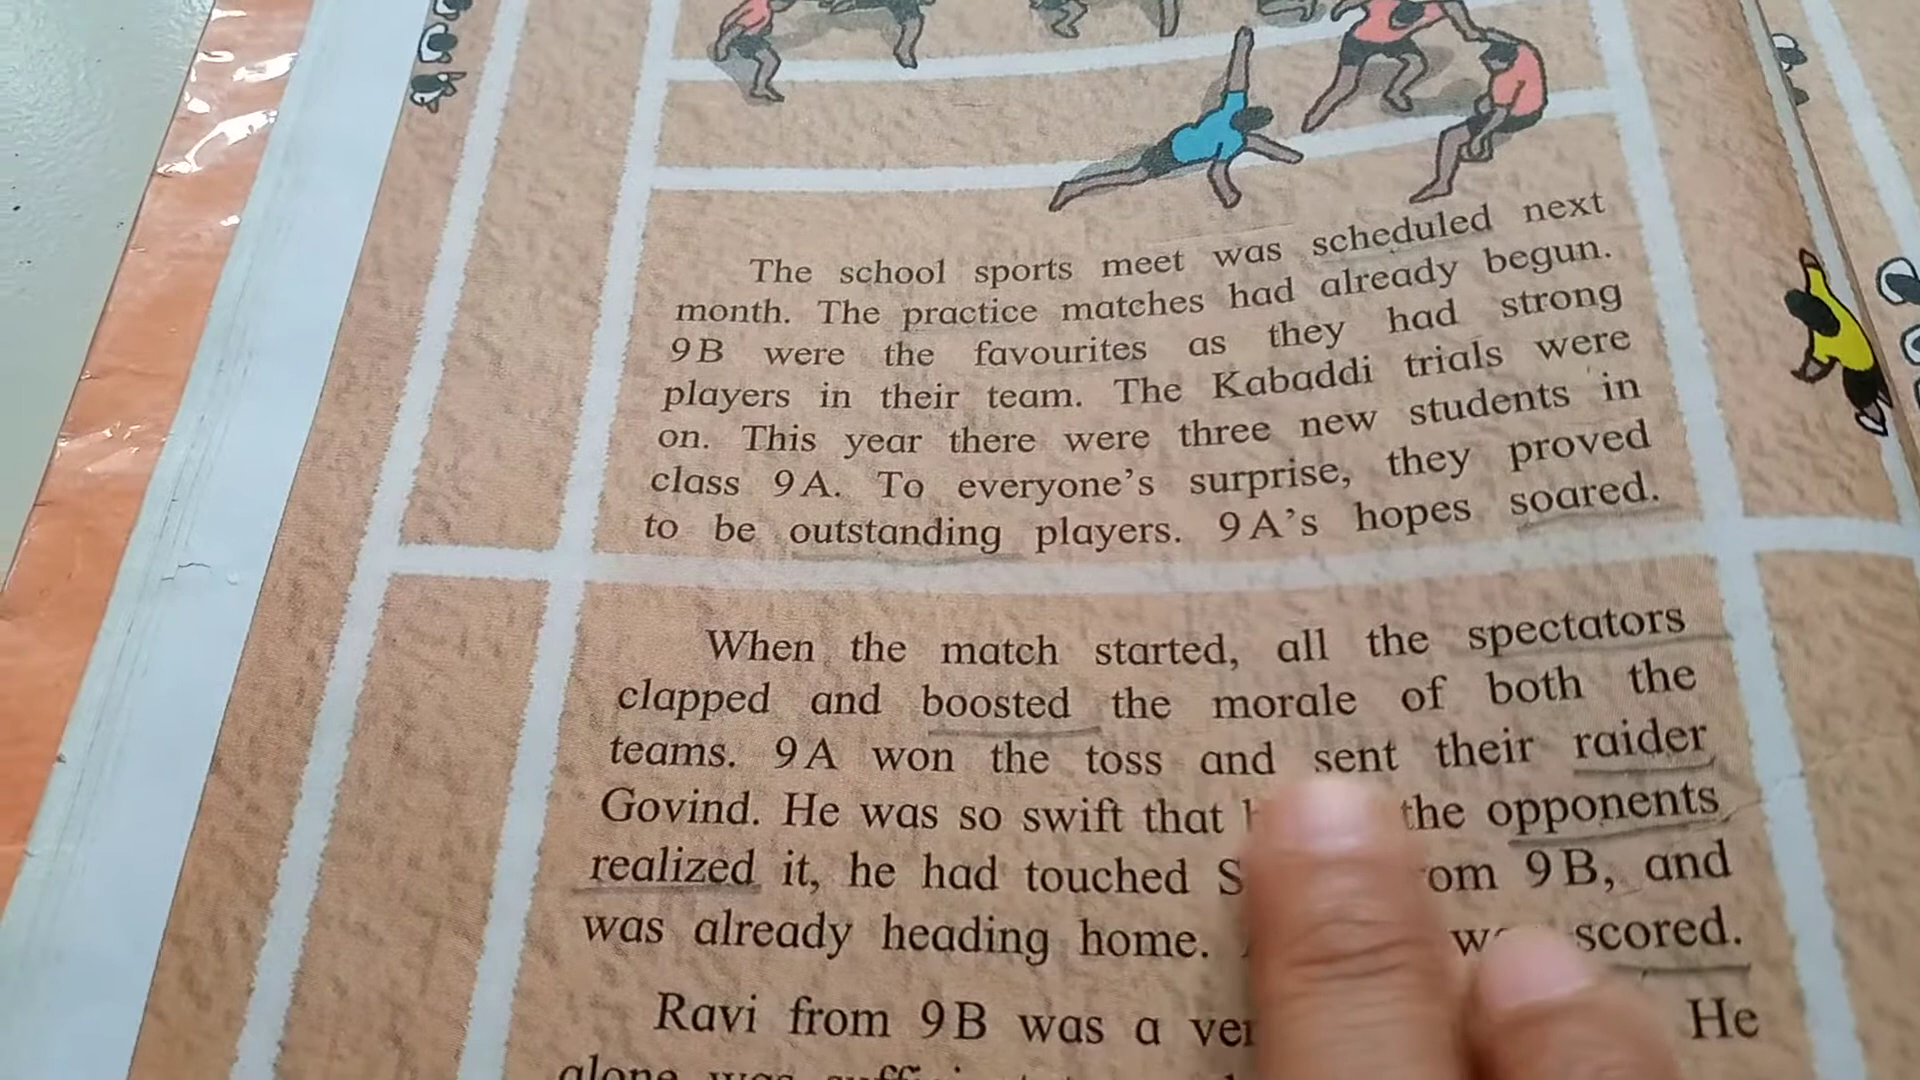 The school sports meet was scheduled next
month. The practice matches had already begun.
9B were the favourites as they had strong
players in their team. The Kabaddi trials were
on. This year there were three new students in
class 9A. To everyone's surprise, they proved
to be outstanding players. 9A's hopes soared.
When the match started, all the spectators
clapped and boosted the morale of both the
teams. 9A won the toss and sent their raider
Govind. He was so swift that the opponents
realized it, he had touched 9B, and
was already heading home. scored.
Ravi from 9B was a He
alone was